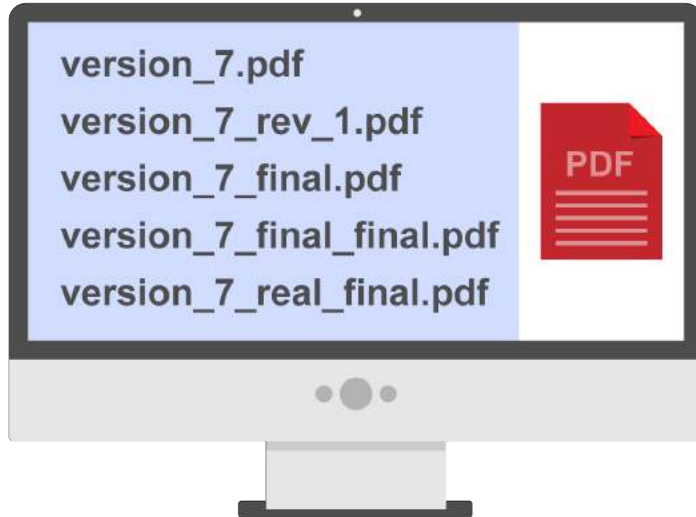 version_7.pdf
version_7_rev_1.pdf
version_7_final.pdf
version_7_final_final.pdf
version_7_real_final.pdf
PDF